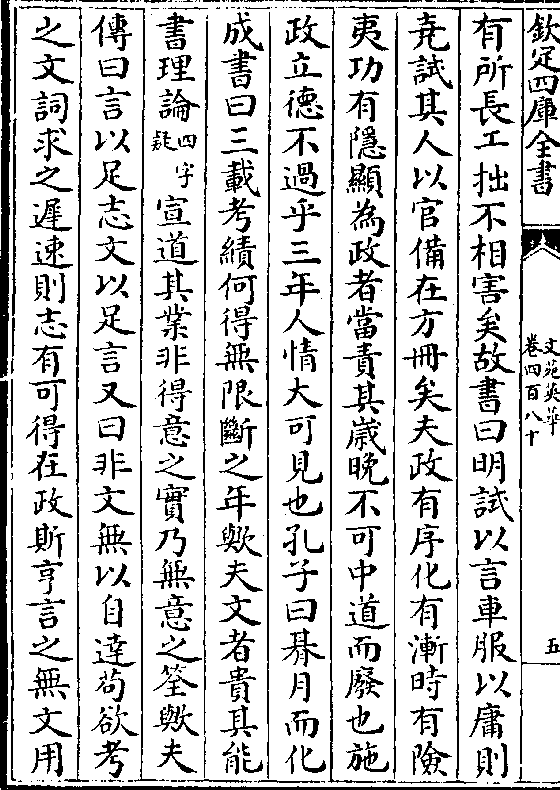 欽定四庫全書
文苑英華
卷四百八十
五
有所長工拙不相害矣故書曰明試以言車服以庸則
堯試其人以官備在方冊矣夫政有序化有漸時有險
夷功有隱顯為政者當責其歲晚不可中道而廢也施
政立德不過乎三年人情大可見也孔子曰朞月而化
成書曰三載考績何得無限斷之年歟夫文者貴其能
書理論四字疑宣道其業非得意之實乃無意之筌歟夫
傳曰言以足志文以足言又曰非文無以自達茍欲考
之文詞求之遲速則志有可得在政斯亨言之無文用